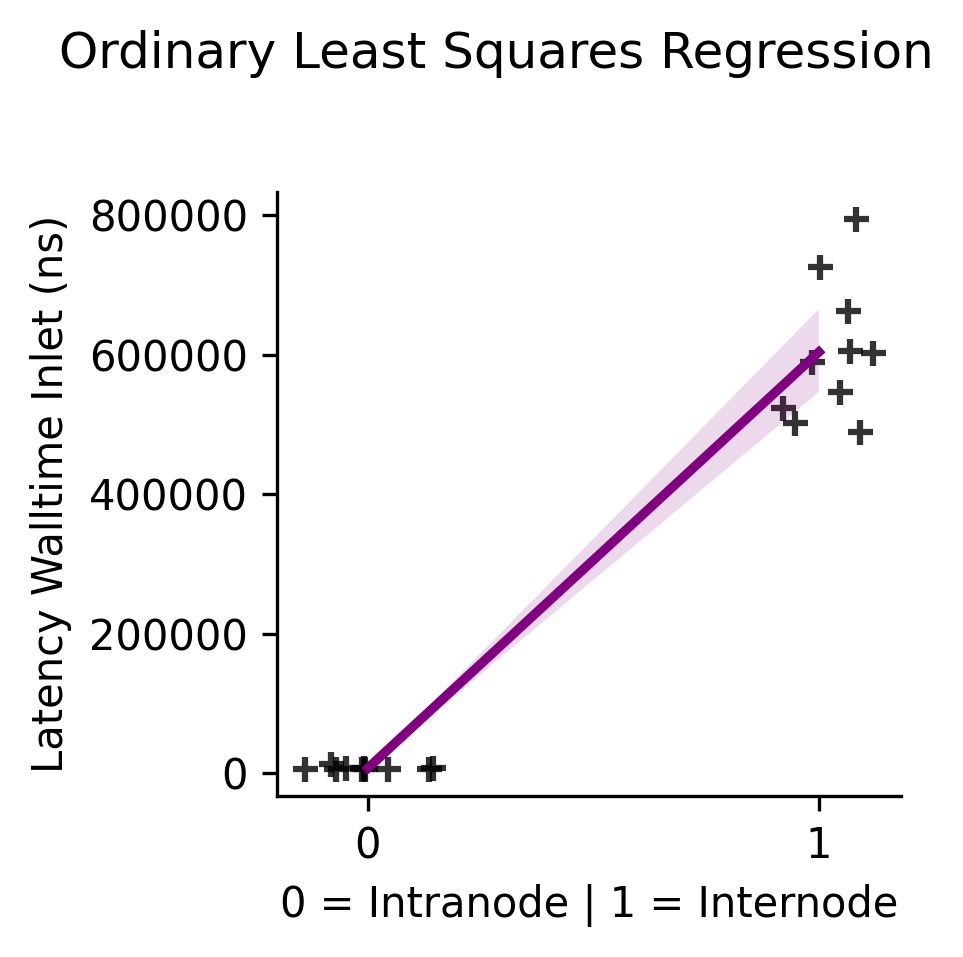 Ordinary Least Squares Regression
Latency Walltime Inlet (ns)
800000
600000
400000
200000
0
0
1
0 = Intranode | 1 = Internode